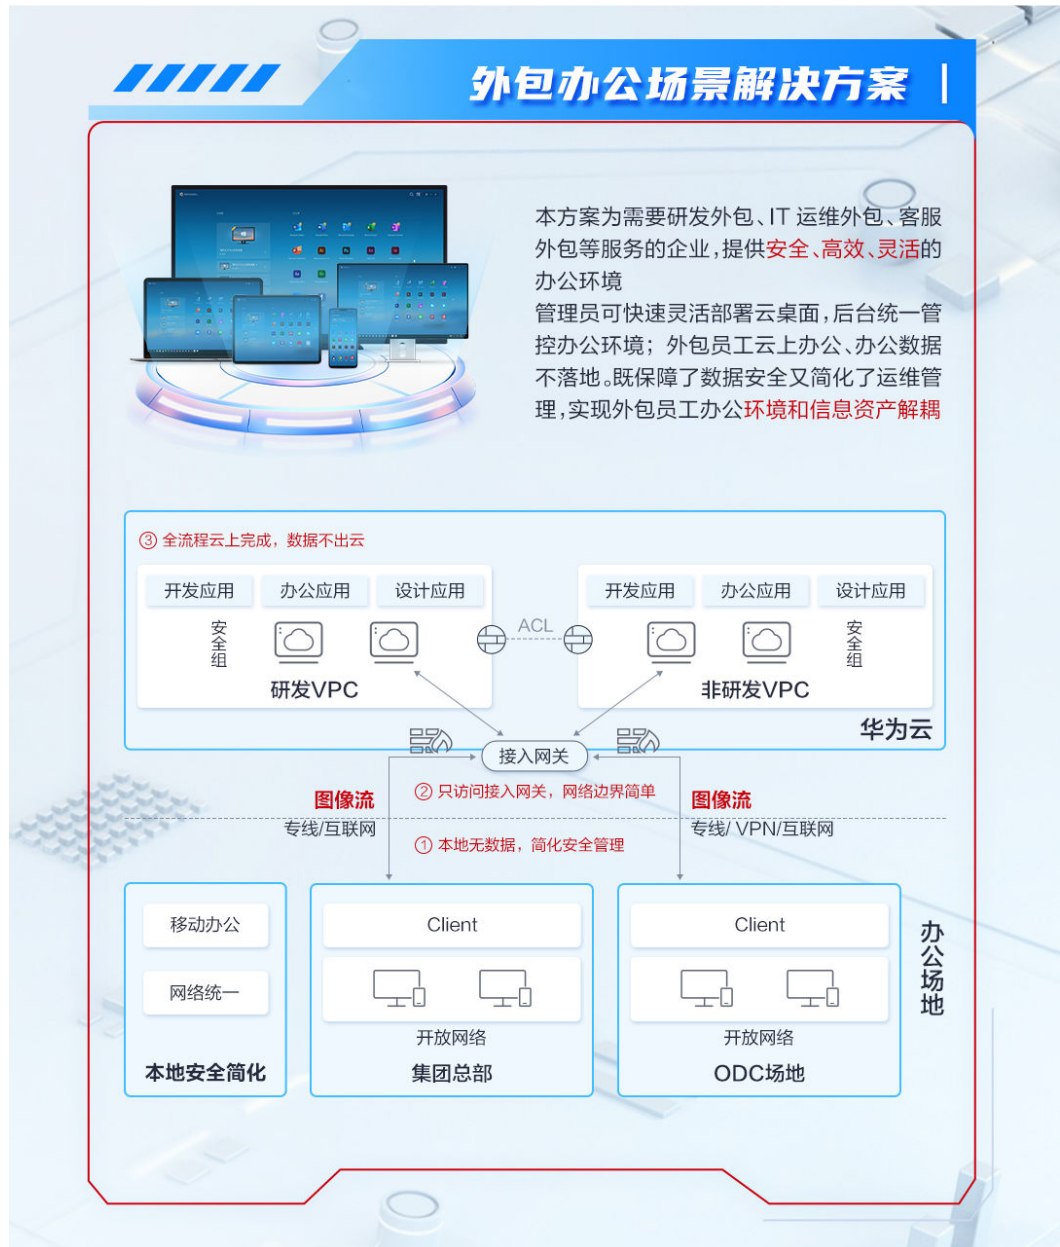 外包办公场景解决方案
本方案为需要研发外包、IT 运维外包、客服
外包等服务的企业，提供安全、高效、灵活的
办公环境
管理员可快速灵活部署云桌面，后台统一管
控办公环境；外包员工云上办公、办公数据
不落地。既保障了数据安全又简化了运维管
理，实现外包员工办公环境和信息资产解耦
③ 全流程云上完成，数据不出云
开发应用 办公应用 设计应用
安全组
研发VPC
ACL
开发应用 办公应用 设计应用
安全组
非研发VPC
华为云
接入网关
② 只访问接入网关，网络边界简单
图像流
专线/互联网
图像流
专线/ VPN/互联网
① 本地无数据，简化安全管理
移动办公
网络统一
本地安全简化
Client
开放网络
集团总部
Client
开放网络
ODC场地
办公场地